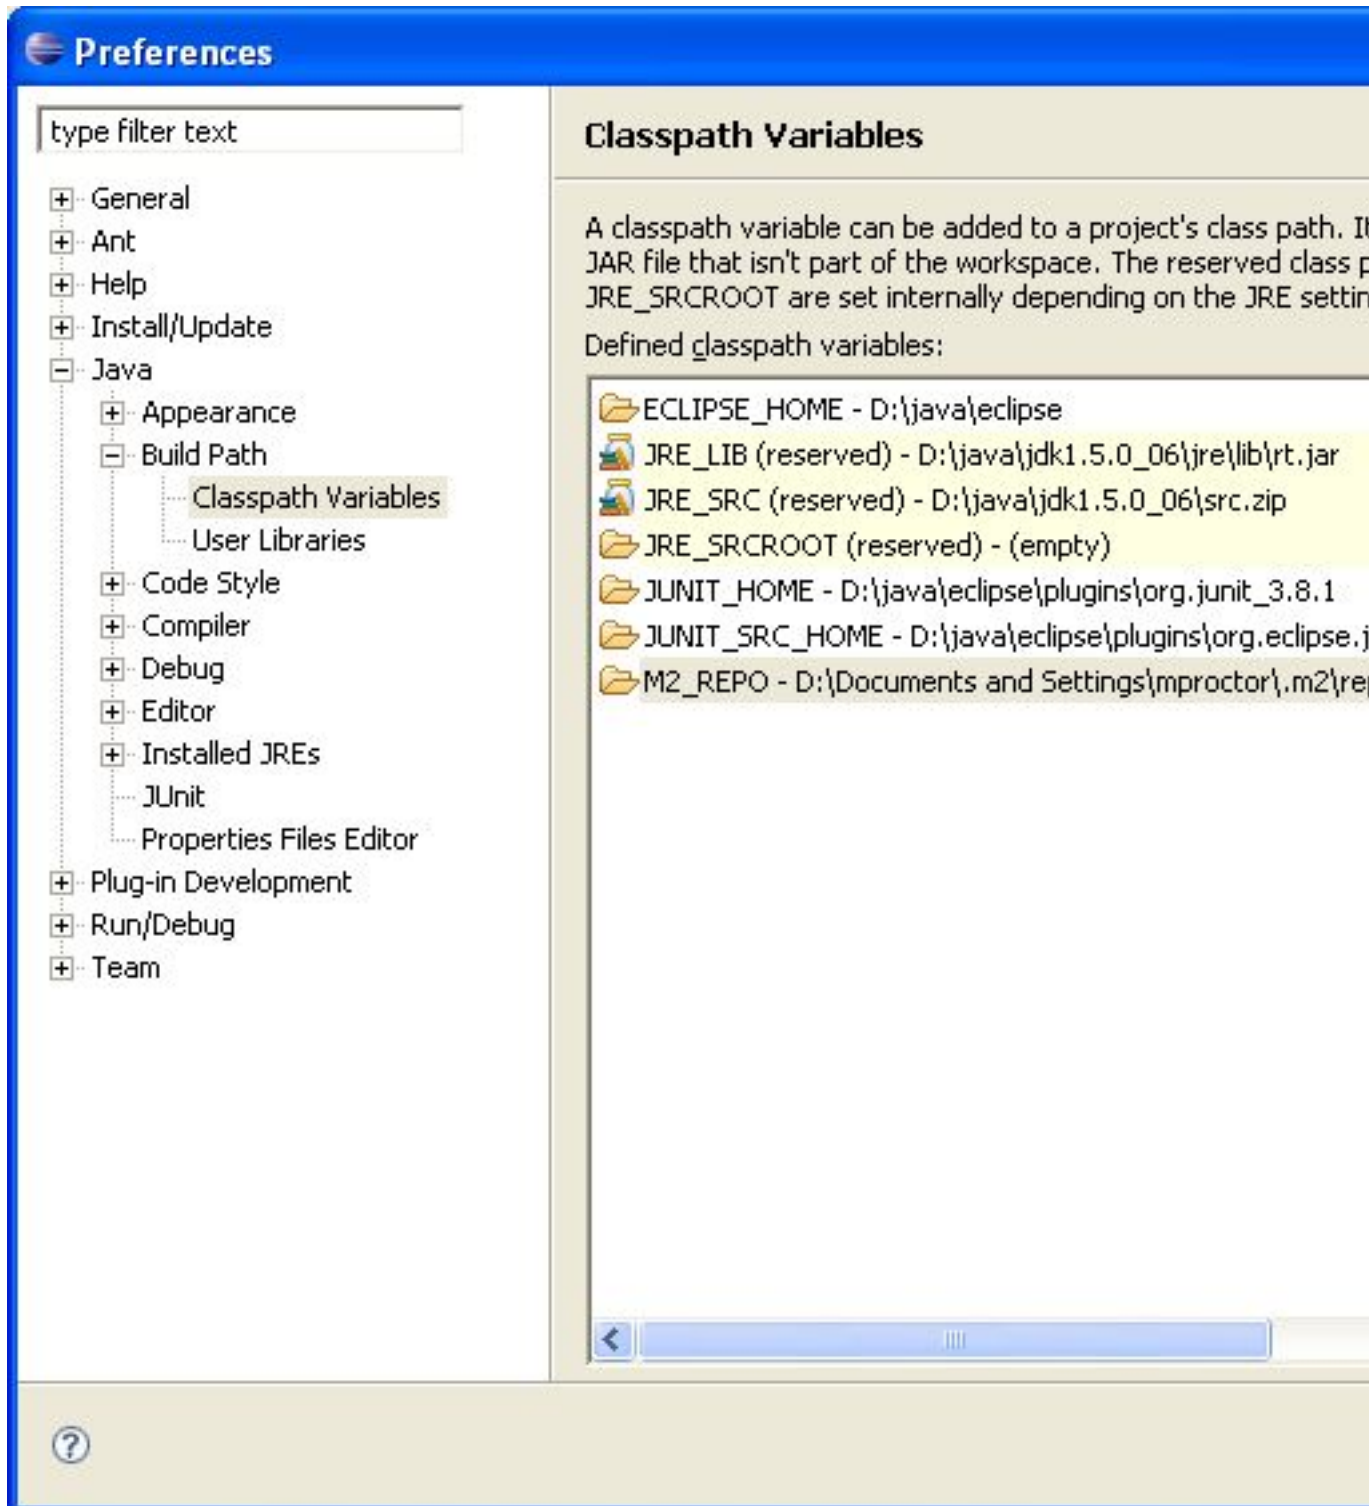 Preferences
type filter text
General
Ant
Help
Install/Update
Java
Appearance
Build Path
Classpath Variables
User Libraries
Code Style
Compiler
Debug
Editor
Installed JREs
JUnit
Properties Files Editor
Plug-in Development
Run/Debug
Team
Classpath Variables
A classpath variable can be added to a project's class path. It
JAR file that isn't part of the workspace. The reserved class p
JRE_SRCROOT are set internally depending on the JRE settin
Defined classpath variables:
ECLIPSE_HOME - D:\java\eclipse
JRE_LIB (reserved) - D:\java\jdk1.5.0_06\jre\lib\rt.jar
JRE_SRC (reserved) - D:\java\jdk1.5.0_06\src.zip
JRE_SRCROOT (reserved) - (empty)
JUNIT_HOME - D:\java\eclipse\plugins\org.junit_3.8.1
JUNIT_SRC_HOME - D:\java\eclipse\plugins\org.eclipse.j
M2_REPO - D:\Documents and Settings\mproctor\.m2\rep